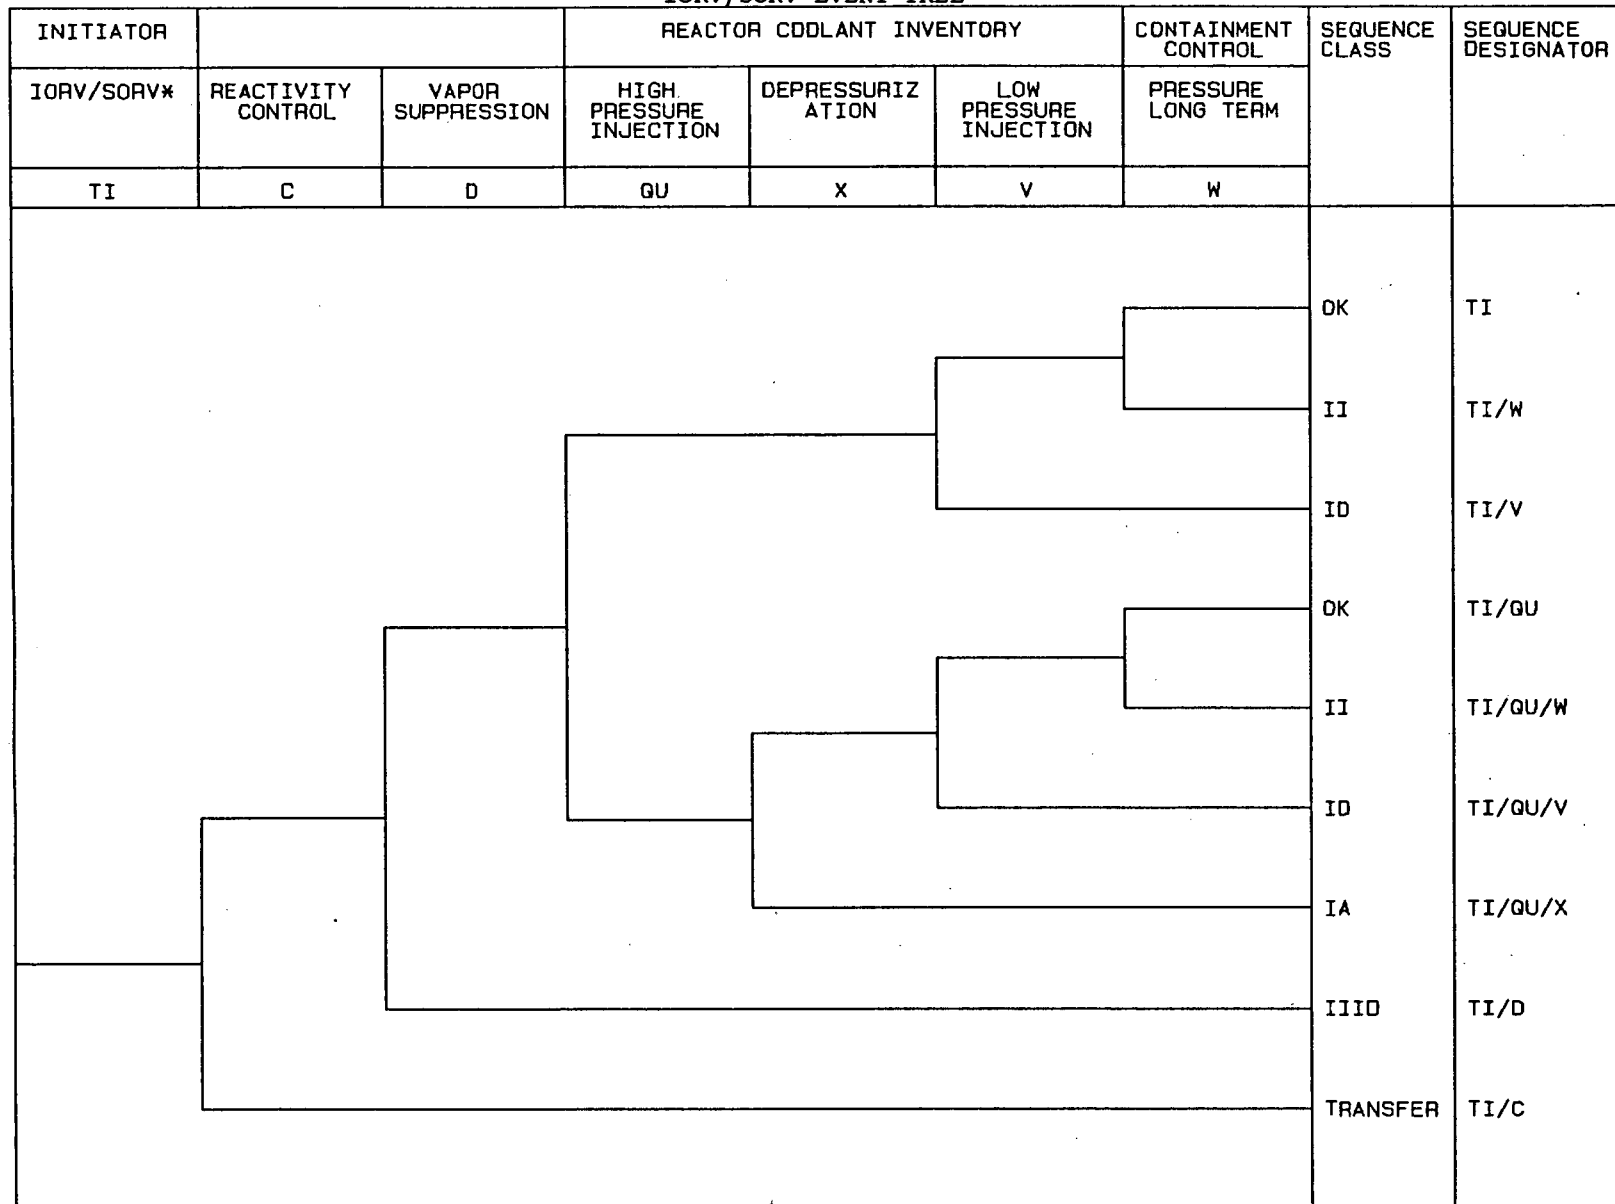 INITIATOR
REACTOR COOLANT INVENTORY
CONTAINMENT
CONTROL
SEQUENCE
CLASS
SEQUENCE
DESIGNATOR
IORV/SORV*
REACTIVITY
CONTROL
VAPOR
SUPPRESSION
HIGH
PRESSURE
INJECTION
DEPRESSURIZ
ATION
LOW
PRESSURE
INJECTION
PRESSURE
LONG TERM
TI
C
D
QU
X
V
W
OK TI
II TI/W
ID TI/V
OK TI/QU
II TI/QU/W
ID TI/QU/V
IA TI/QU/X
IIID TI/D
TRANSFER TI/C